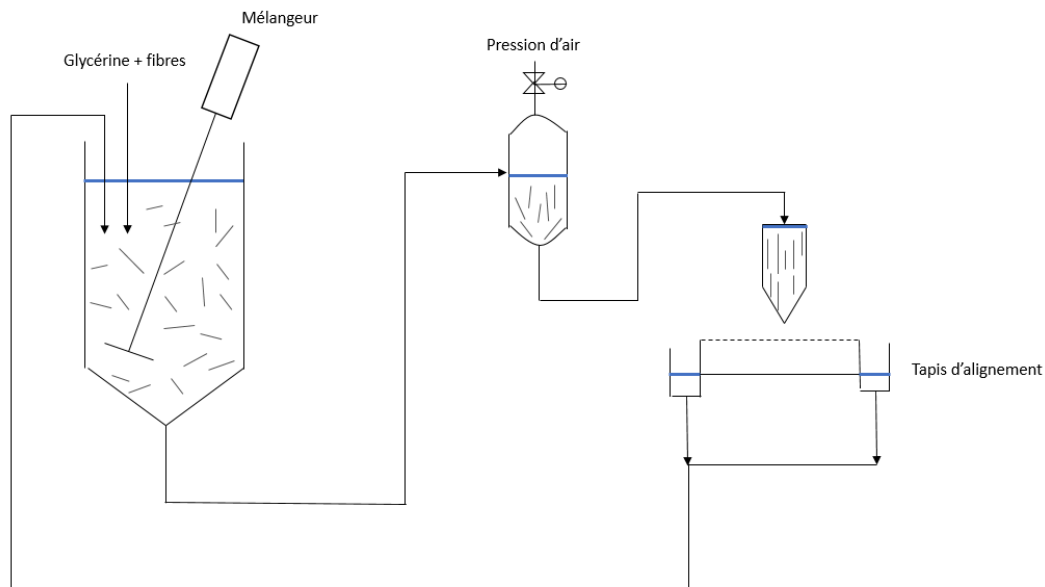 Mélangeur
Glycérine + fibres
Pression d'air
Tapis d'alignement